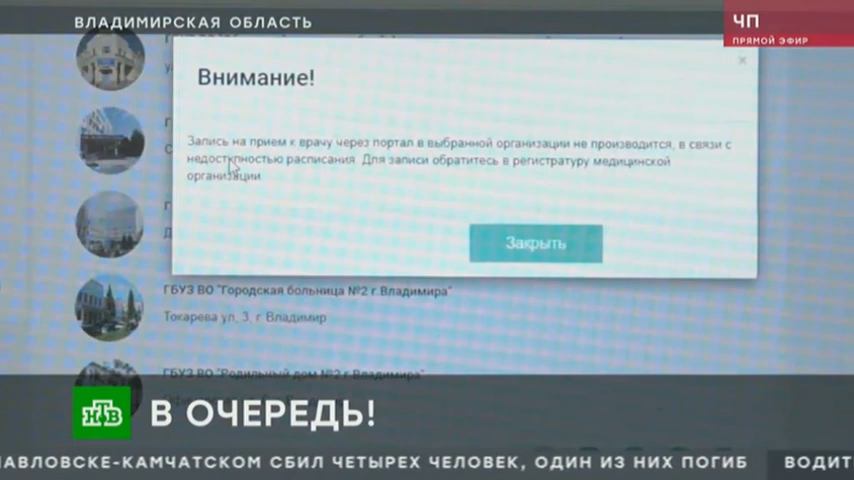 ВЛАДИМИРСКАЯ ОБЛАСТЬ
ЧП
ПРЯМОЙ ЭФИР
Внимание!
×
Запись на прием к врачу через портал в выбранной организации не производится, в связи с
недоступностью расписания. Для записи обратитесь в регистратуру медицинской
организации
Закрыть
ГБУЗ ВО "Городская больница №2 г.Владимира"
Токарева ул, 3, г Владимир
ГБУЗ ВО "Родильный дом №2 г.Владимира"
НТВ
В ОЧЕРЕДЬ!
АВЛОВСКЕ-КАМЧАТСКОМ СБИЛ ЧЕТЫРЕХ ЧЕЛОВЕК, ОДИН ИЗ НИХ ПОГИБ
ВОДИТ